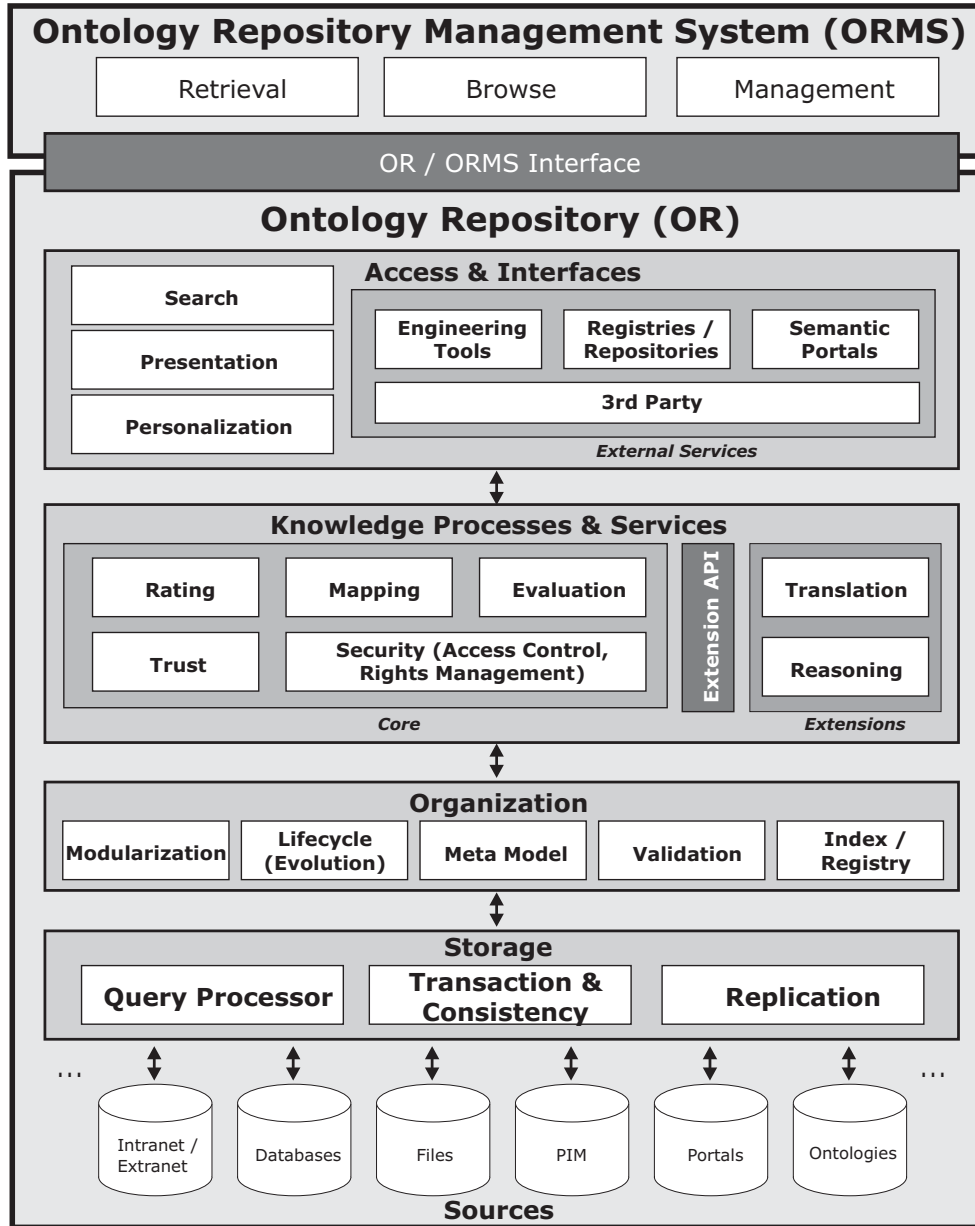 Ontology Repository Management System (ORMS)
Retrieval
Browse
Management
OR / ORMS Interface
Ontology Repository (OR)
Access & Interfaces
Search
Presentation
Personalization
Engineering
Tools
Registries /
Repositories
Semantic
Portals
3rd Party
External Services
Knowledge Processes & Services
Rating
Mapping
Evaluation
Trust
Security (Access Control,
Rights Management)
Core
Extension API
Translation
Reasoning
Extensions
Organization
Modularization
Lifecycle
(Evolution)
Meta Model
Validation
Index /
Registry
Storage
Query Processor
Transaction &
Consistency
Replication
...
...
Intranet /
Extranet
Databases
Files
PIM
Portals
Ontologies
Sources